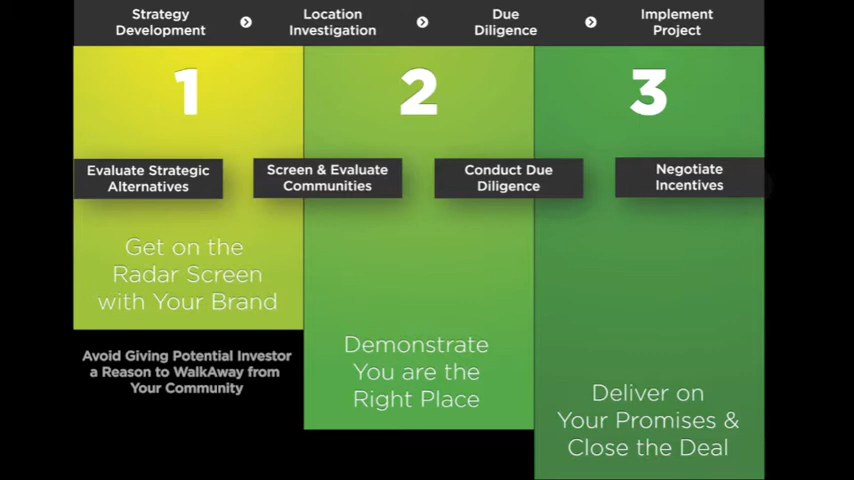 Strategy
Development
Location
Investigation
Due
Diligence
Implement
Project
1
2
3
Evaluate Strategic
Alternatives
Screen & Evaluate
Communities
Conduct Due
Diligence
Negotiate
Incentives
Get on the
Radar Screen
with Your Brand
Avoid Giving Potential Investor
a Reason to WalkAway from
Your Community
Demonstrate
You are the
Right Place
Deliver on
Your Promises &
Close the Deal